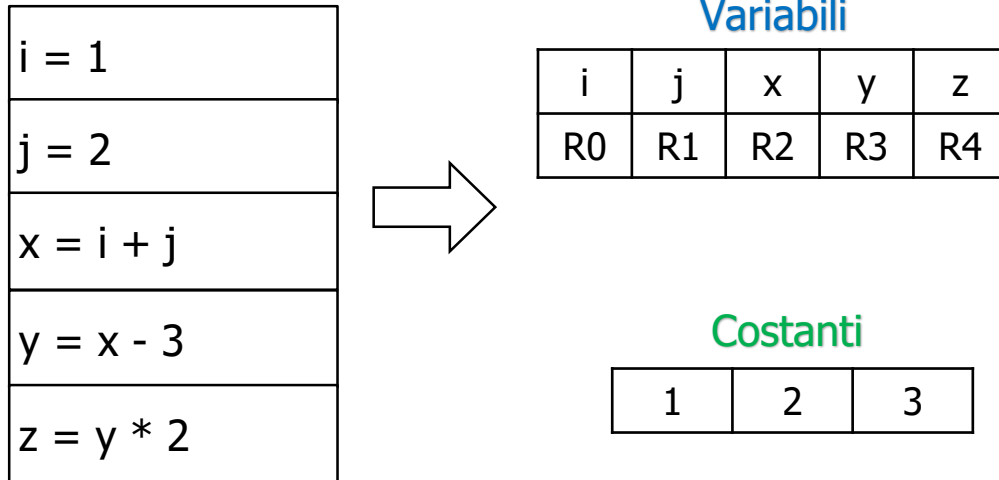 i = 1
j = 2
x = i + j
y = x - 3
z = y * 2
Variabili
i j x y z
R0 R1 R2 R3 R4
Costanti
1 2 3